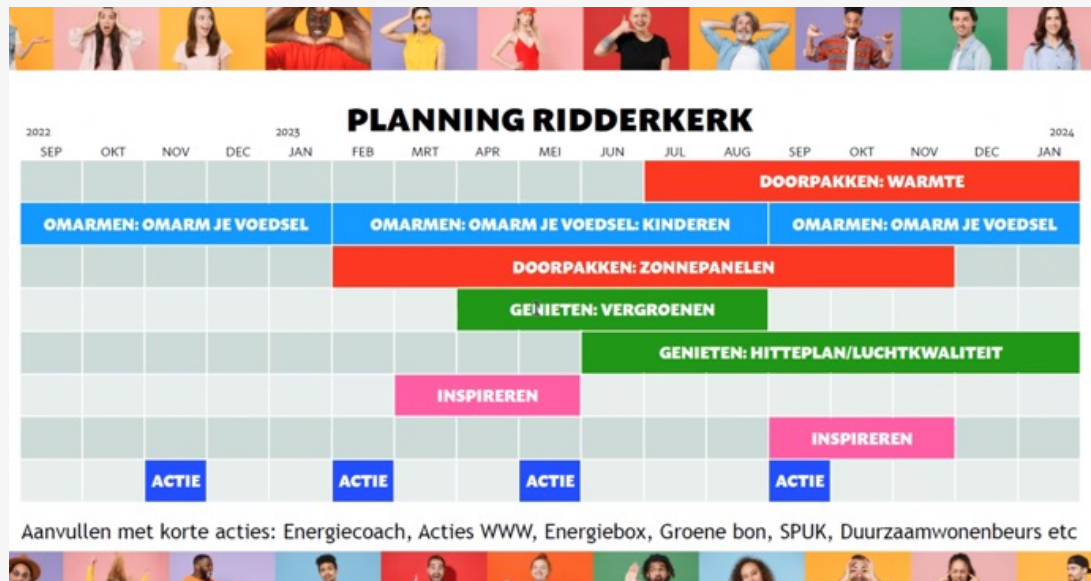 PLANNING RIDDERKERK
2022 2023 2024
SEP OKT NOV DEC JAN FEB MRT APR MEI JUN JUL AUG SEP OKT NOV DEC JAN
DOORPAKKEN: WARMTE
OMARMEN: OMARM JE VOEDSEL OMARMEN: OMARM JE VOEDSEL: KINDEREN OMARMEN: OMARM JE VOEDSEL
DOORPAKKEN: ZONNEPANELEN
GENIETEN: VERGROENEN
GENIETEN: HITTEPLAN/LUCHTKWALITEIT
INSPIREREN
INSPIREREN
ACTIE ACTIE ACTIE ACTIE
Aanvullen met korte acties: Energiecoach, Acties WWW, Energiebox, Groene bon, SPUK, Duurzaamwonenbeurs etc